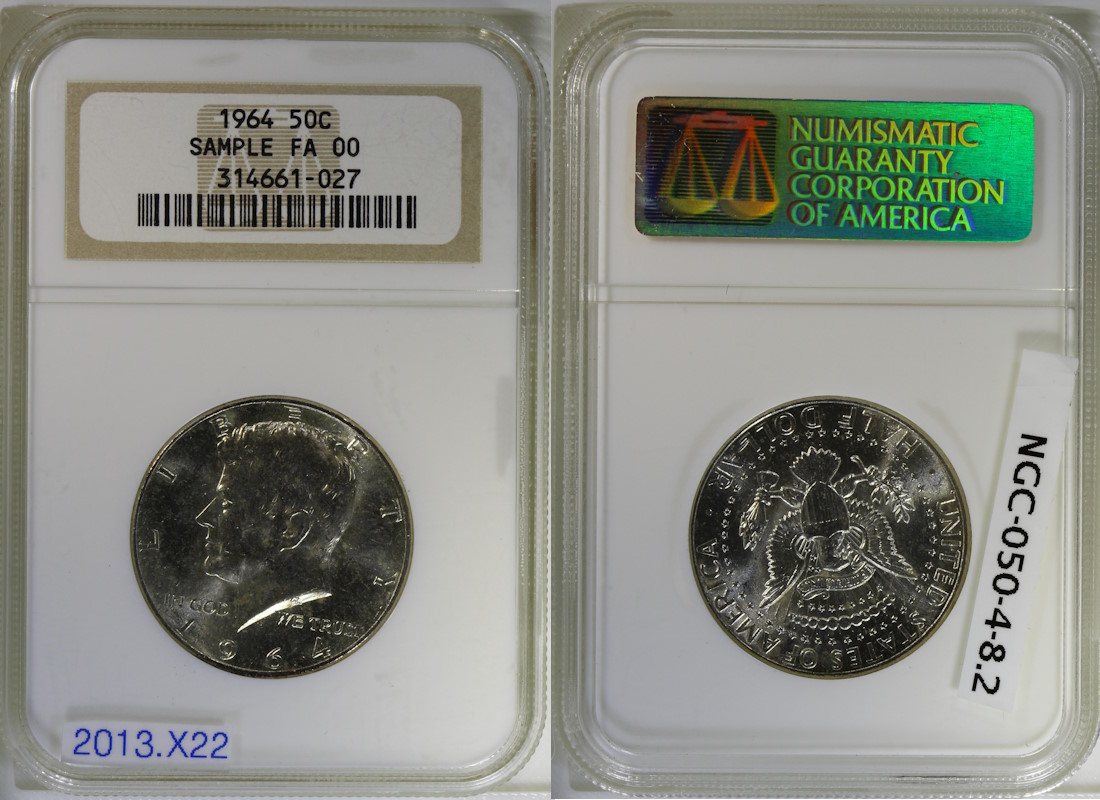 1964 50C
SAMPLE FA 00
314661-027
LIBERTY
IN GOD WE TRUST
1964
2013.X22
NUMISMATIC
GUARANTY
CORPORATION
OF AMERICA
UNITED STATES OF AMERICA
HALF DOLLAR
NGC-050-4-8.2